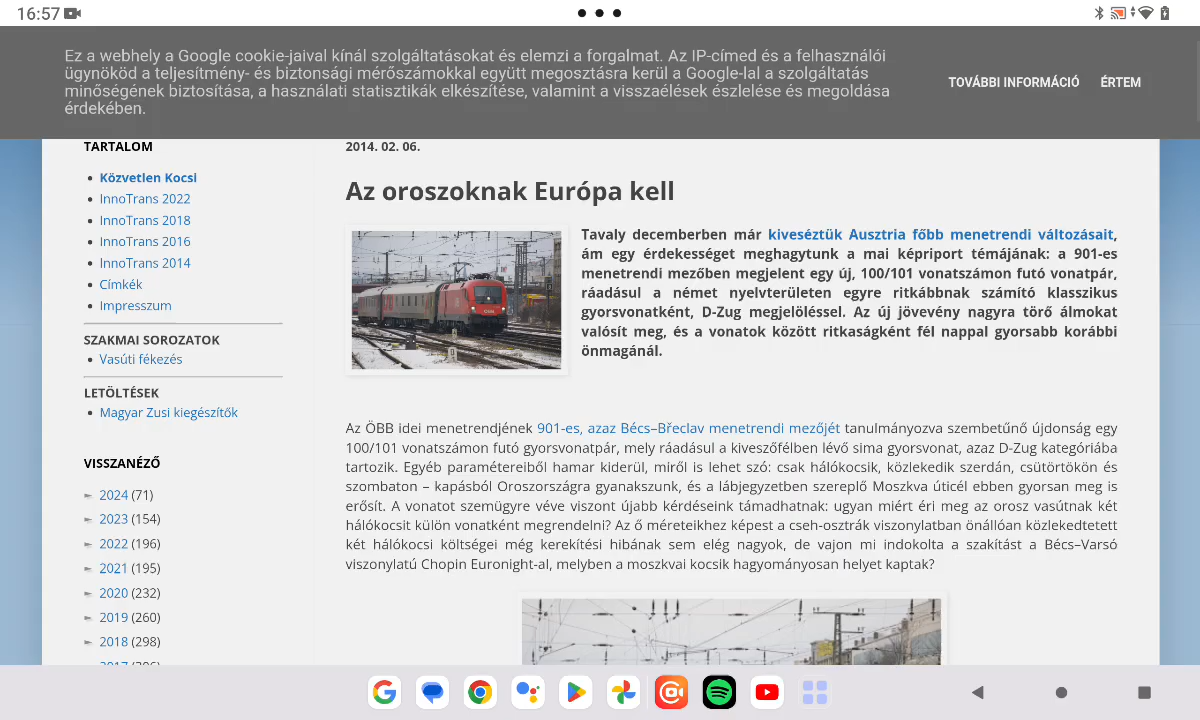 16:57
Ez a webhely a Google cookie-jaival kínál szolgáltatásokat és elemzi a forgalmat. Az IP-címed és a felhasználói
ügynököd a teljesítmény- és biztonsági mérőszámokkal együtt megosztásra kerül a Google-lal a szolgáltatás
minőségének biztosítása, a használati statisztikák elkészítése, valamint a visszaélések észlelése és megoldása
érdekében.
TOVÁBBI INFORMÁCIÓ
ÉRTEM
TARTALOM
Közvetlen Kocsi
InnoTrans 2022
InnoTrans 2018
InnoTrans 2016
InnoTrans 2014
Címkék
Impresszum
SZAKMAI SOROZATOK
Vasúti fékezés
LETÖLTÉSEK
Magyar Zusi kiegészítők
VISSZANÉZŐ
► 2024 (71)
► 2023 (154)
► 2022 (196)
► 2021 (195)
► 2020 (232)
► 2019 (260)
► 2018 (298)
2014. 02. 06.
Az oroszoknak Európa kell
Tavaly decemberben már kiveséztük Ausztria főbb menetrendi változásait,
ám egy érdekességet meghagytunk a mai képriport témájának: a 901-es
menetrendi mezőben megjelent egy új, 100/101 vonatszámon futó vonatpár,
ráadásul a német nyelvterületen egyre ritkábbnak számító klasszikus
gyorsvonatként, D-Zug megjelöléssel. Az új jövevény nagyra törő álmokat
valósít meg, és a vonatok között ritkaságként fél nappal gyorsabb korábbi
önmagánál.
Az ÖBB idei menetrendjének 901-es, azaz Bécs–Břeclav menetrendi mezőjét tanulmányozva szembetűnő újdonság egy
100/101 vonatszámon futó gyorsvonatpár, mely ráadásul a kiveszőfélben lévő sima gyorsvonat, azaz D-Zug kategóriába
tartozik. Egyéb paramétereiből hamar kiderül, miről is lehet szó: csak hálókocsik, közlekedik szerdán, csütörtökön és
szombaton – kapásból Oroszországra gyanakszunk, és a lábjegyzetben szereplő Moszkva úticél ebben gyorsan meg is
erősít. A vonatot szemügyre véve viszont újabb kérdéseink támadhatnak: ugyan miért éri meg az orosz vasútnak két
hálókocsit külön vonatként megrendelni? Az ő méreteikhez képest a cseh-osztrák viszonylatban önállóan közlekedtetett
két hálókocsi költségei még kerekítési hibának sem elég nagyok, de vajon mi indokolta a szakítást a Bécs–Varsó
viszonylatú Chopin Euronight-al, melyben a moszkvai kocsik hagyományosan helyet kaptak?